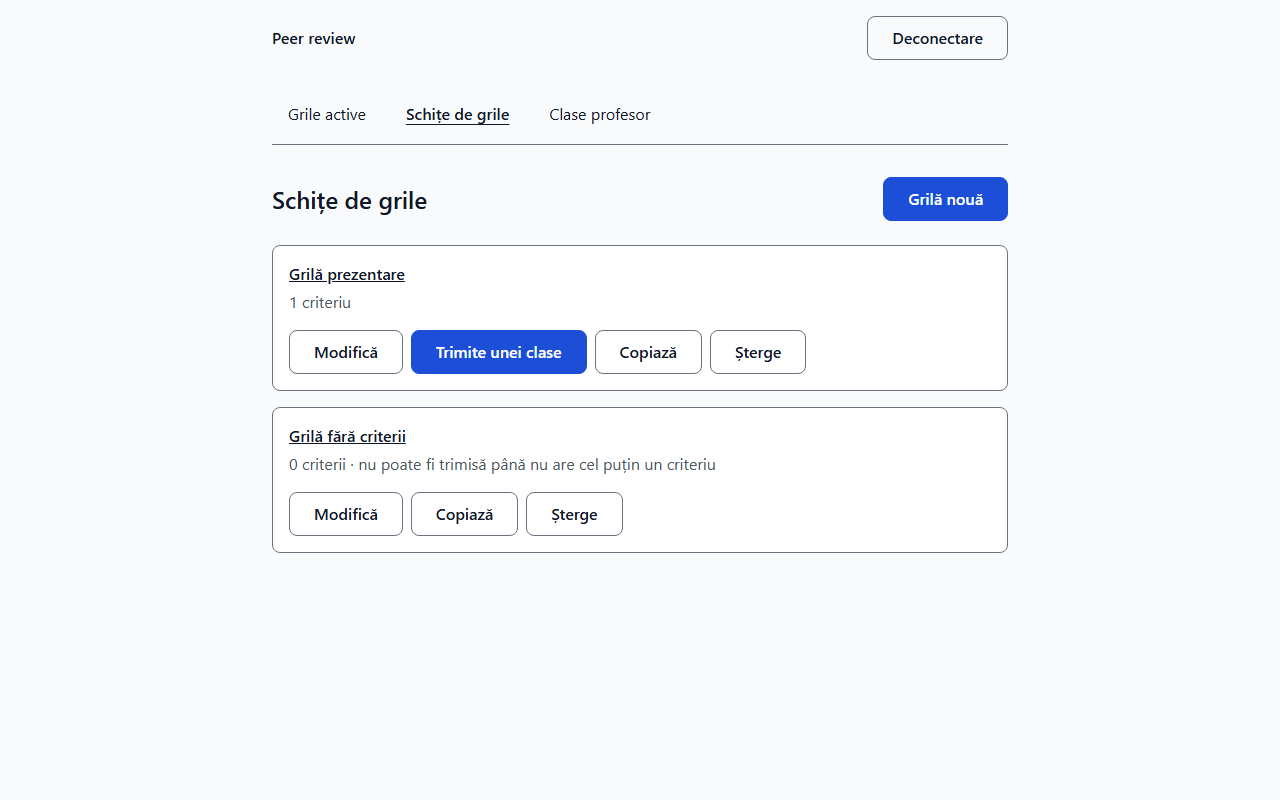 Peer review
Deconectare
Grile active
Schițe de grile
Clase profesor
Schițe de grile
Grilă nouă
Grilă prezentare
1 criteriu
Modifică
Trimite unei clase
Copiază
Șterge
Grilă fără criterii
0 criterii · nu poate fi trimisă până nu are cel puțin un criteriu
Modifică
Copiază
Șterge